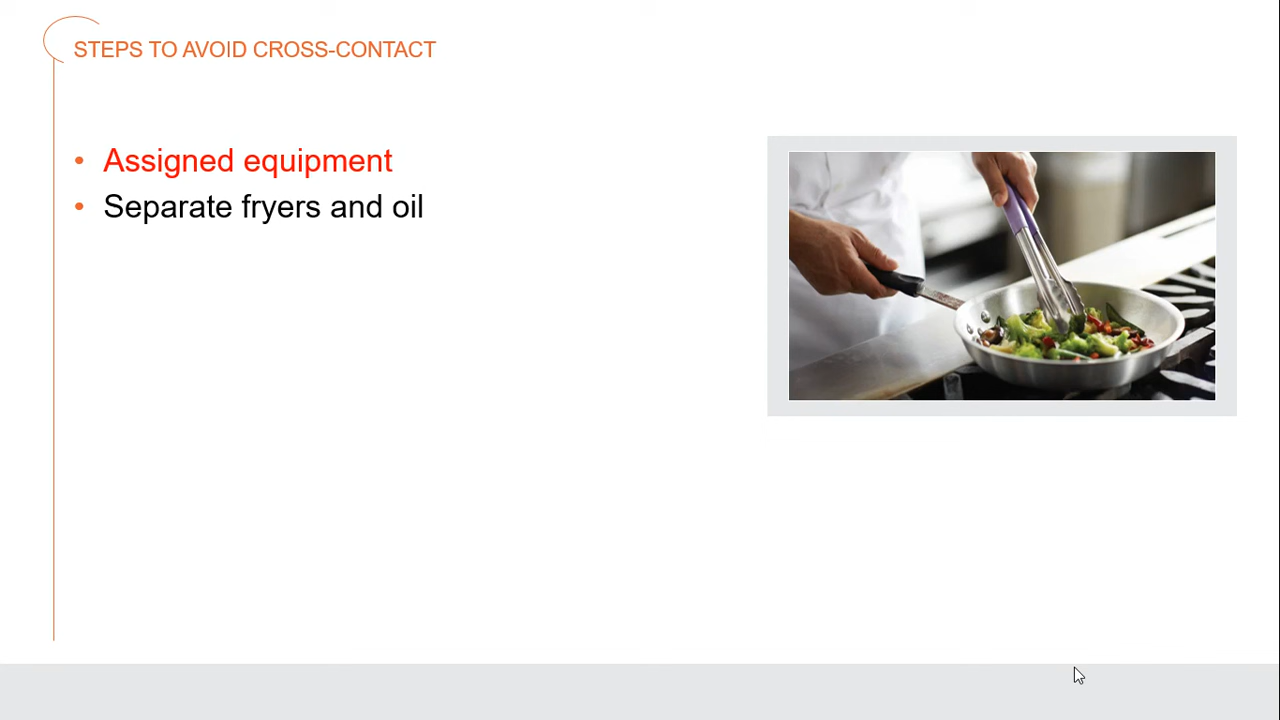 STEPS TO AVOID CROSS-CONTACT
• Assigned equipment
• Separate fryers and oil